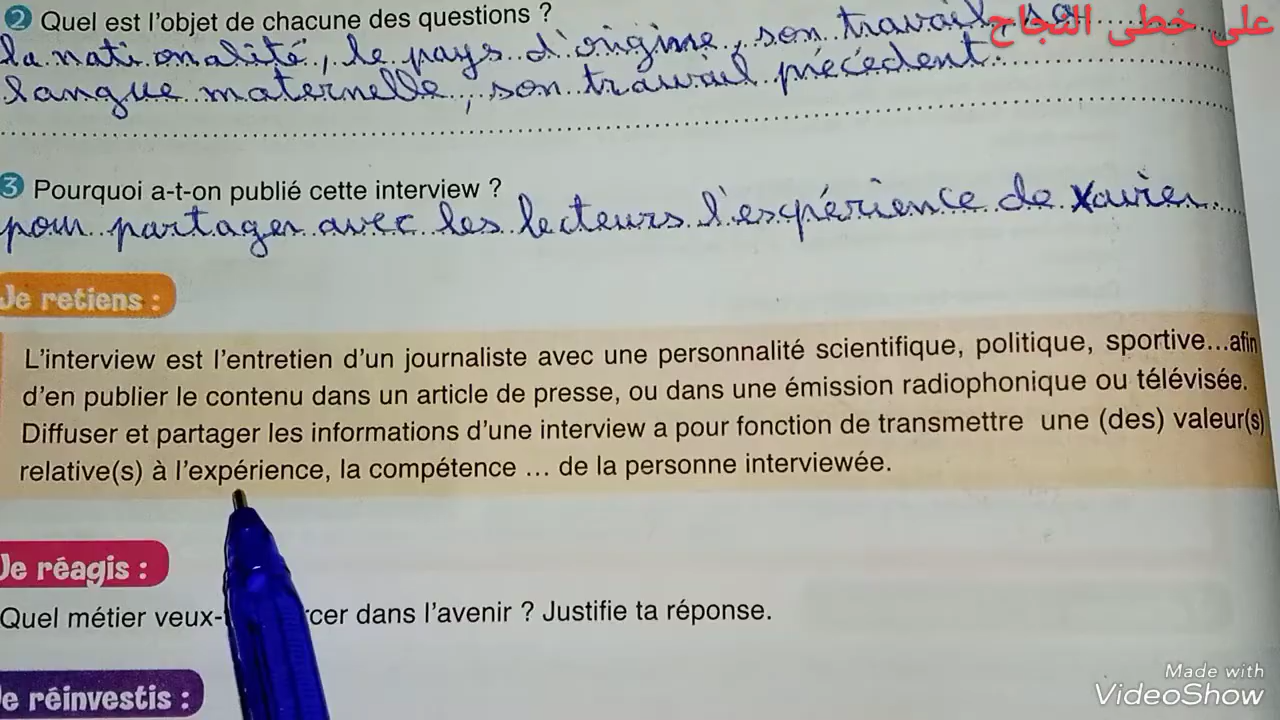 2 Quel est l'objet de chacune des questions ?
على خطى النجاح
la nationalité, le pays d'origine, son travail, sa
langue maternelle, son travail précédent.
3 Pourquoi a-t-on publié cette interview ?
pour partager avec les lecteurs l'espérience de Xavier
Je retiens :
L'interview est l'entretien d'un journaliste avec une personnalité scientifique, politique, sportive...afin
d'en publier le contenu dans un article de presse, ou dans une émission radiophonique ou télévisée.
Diffuser et partager les informations d'une interview a pour fonction de transmettre une (des) valeur(s)
relative(s) à l'expérience, la compétence ... de la personne interviewée.
Je réagis :
Quel métier veux- cer dans l'avenir ? Justifie ta réponse.
e réinvestis :
Made with
VideoShow